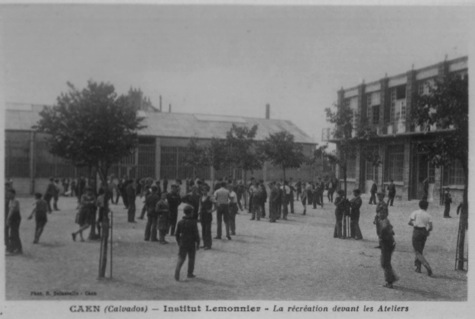 CAEN (Calvados) — Institut Lemonnier - La récréation devant les Ateliers